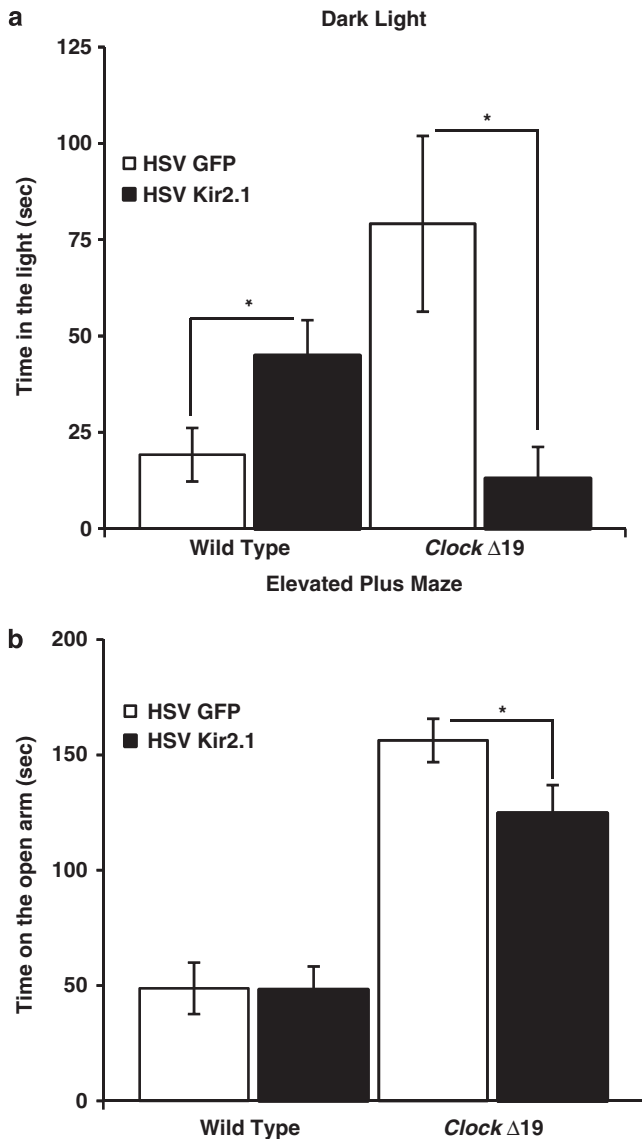 a
Dark Light
125
100
75
50
25
0
Time in the light (sec)
HSV GFP
HSV Kir2.1
*
*
Wild Type
Clock Δ19
Elevated Plus Maze
b
200
150
100
50
0
Time on the open arm (sec)
HSV GFP
HSV Kir2.1
*
Wild Type
Clock Δ19